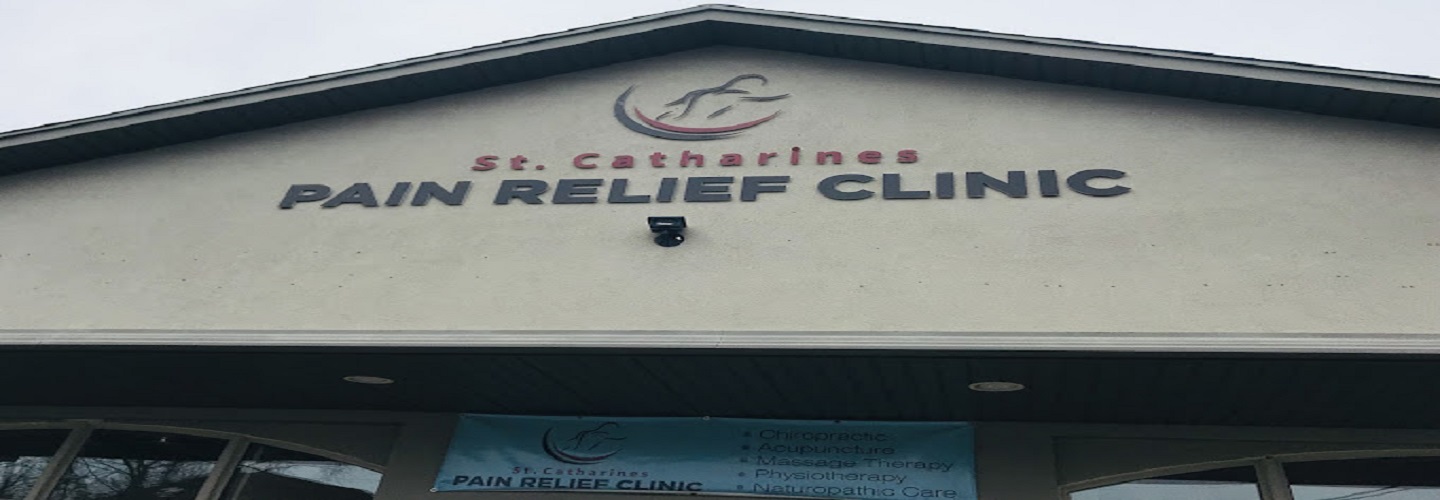 St. Catharines
PAIN RELIEF CLINIC
St. Catharines
PAIN RELIEF CLINIC
• Chiropractic
• Acupuncture
• Massage Therapy
• Physiotherapy
• Naturopathic Care